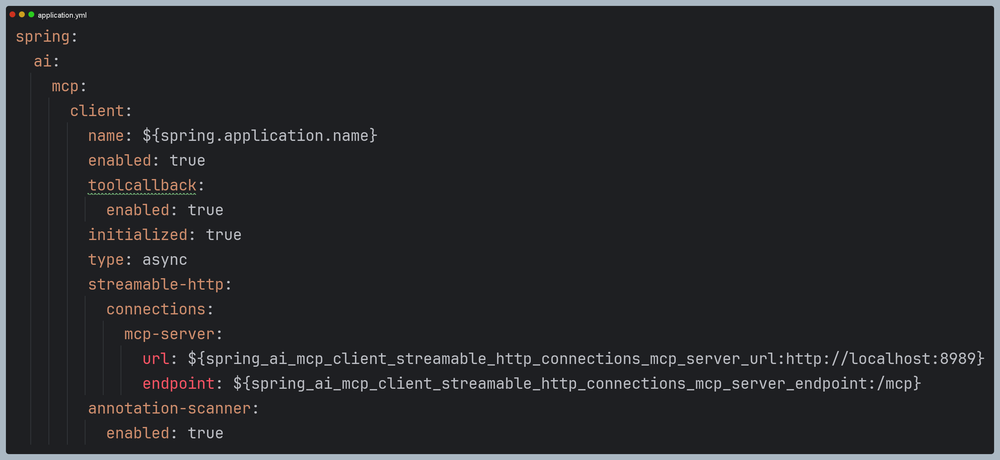 application.yml
spring:
  ai:
    mcp:
      client:
        name: ${spring.application.name}
        enabled: true
        toolcallback:
          enabled: true
        initialized: true
        type: async
        streamable-http:
          connections:
            mcp-server:
              url: ${spring_ai_mcp_client_streamable_http_connections_mcp_server_url:http://localhost:8989}
              endpoint: ${spring_ai_mcp_client_streamable_http_connections_mcp_server_endpoint:/mcp}
        annotation-scanner:
          enabled: true